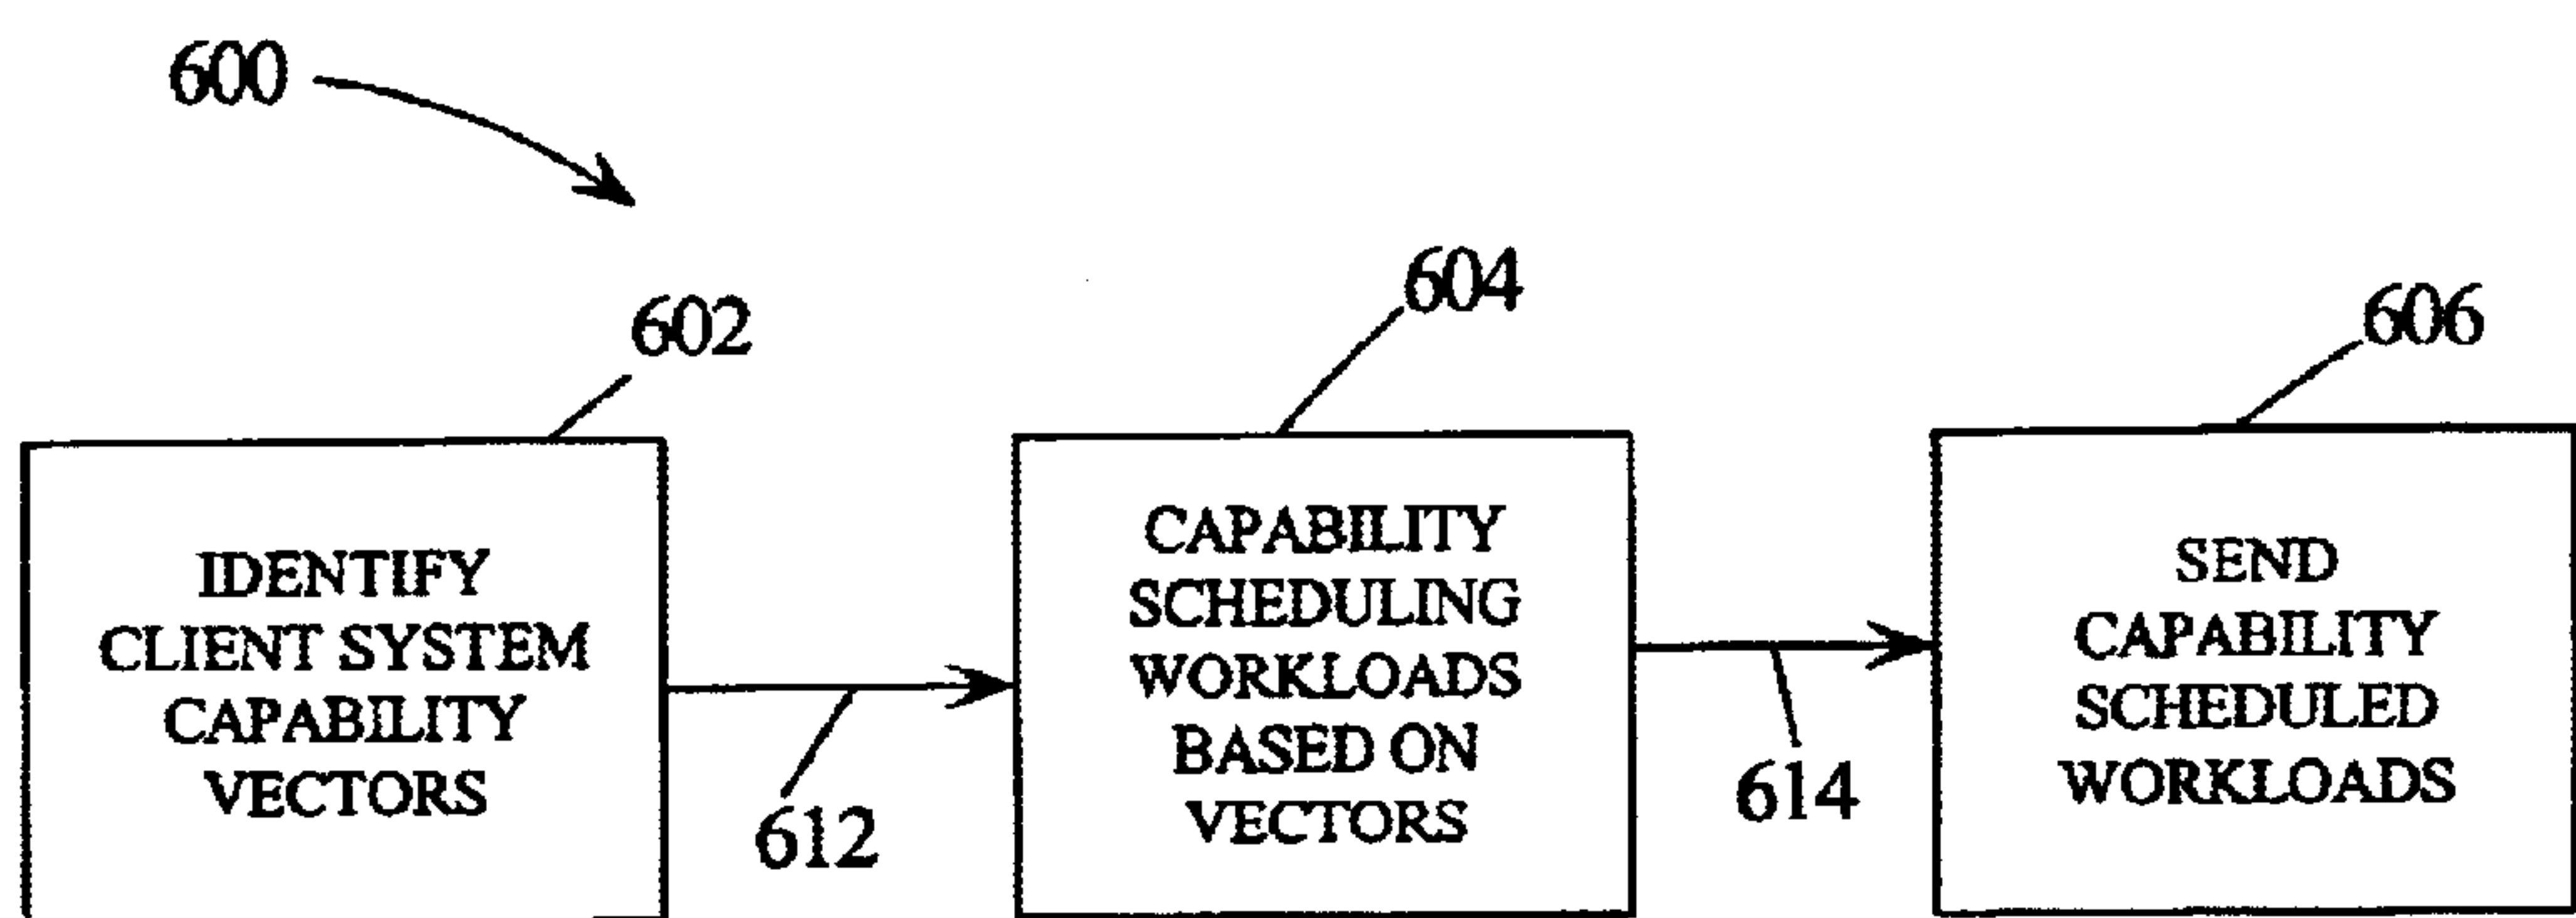 600
602
604
606
IDENTIFY
CLIENT SYSTEM
CAPABILITY
VECTORS
612
CAPABILITY
SCHEDULING
WORKLOADS
BASED ON
VECTORS
614
SEND
CAPABILITY
SCHEDULED
WORKLOADS